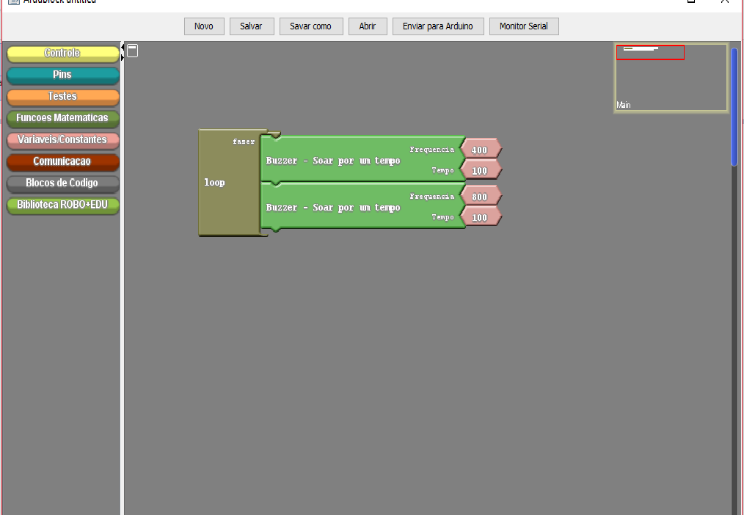 Ardublock untitled
Novo Salvar Savar como Abrir Enviar para Arduino Monitor Serial
Controle
Pins
Testes
Funcoes Matematicas
Variáveis/Constantes
Comunicacao
Blocos de Codigo
Biblioteca ROBO+EDU
Main
fazer
loop
Buzzer - Soar por um tempo
Frequencia 400
Tempo 100
Buzzer - Soar por um tempo
Frequencia 800
Tempo 100